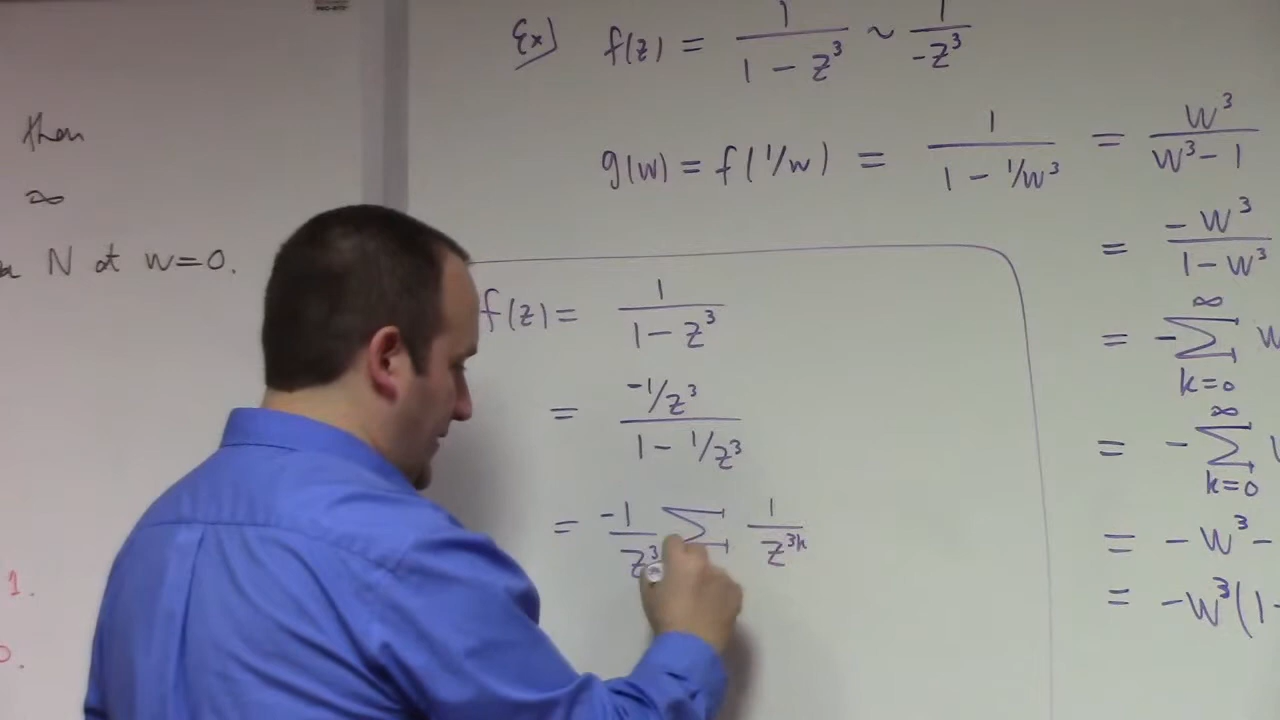 then
∞
N at w=0.
1.
Ex) f(z) = 1/(1 - z³) ~ 1/(-z³)
g(w) = f(1/w) = 1/(1 - 1/w³) = w³/(w³ - 1)
= -w³/(1 - w³)
= -∑_{k=0}^{∞} w
= -∑_{k=0}^{∞}
= -w³ -
= -w³(1-
f(z) = 1/(1 - z³)
= (-1/z³)/(1 - 1/z³)
= -1/z³ ∑ 1/z^{3k}